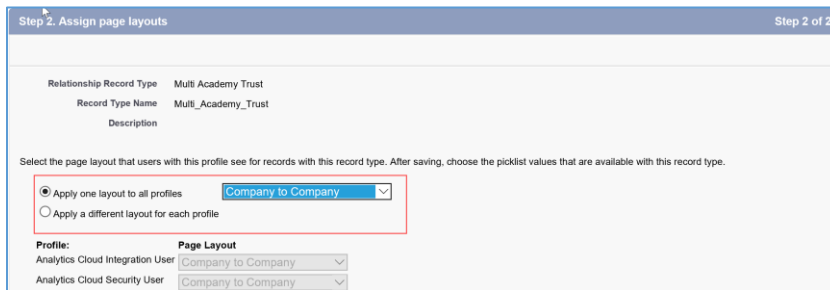 Step 2. Assign page layouts Step 2 of 2
Relationship Record Type Multi Academy Trust
Record Type Name Multi_Academy_Trust
Description
Select the page layout that users with this profile see for records with this record type. After saving, choose the picklist values that are available with this record type.
Apply one layout to all profiles Company to Company
Apply a different layout for each profile
Profile: Page Layout
Analytics Cloud Integration User Company to Company
Analytics Cloud Security User Company to Company